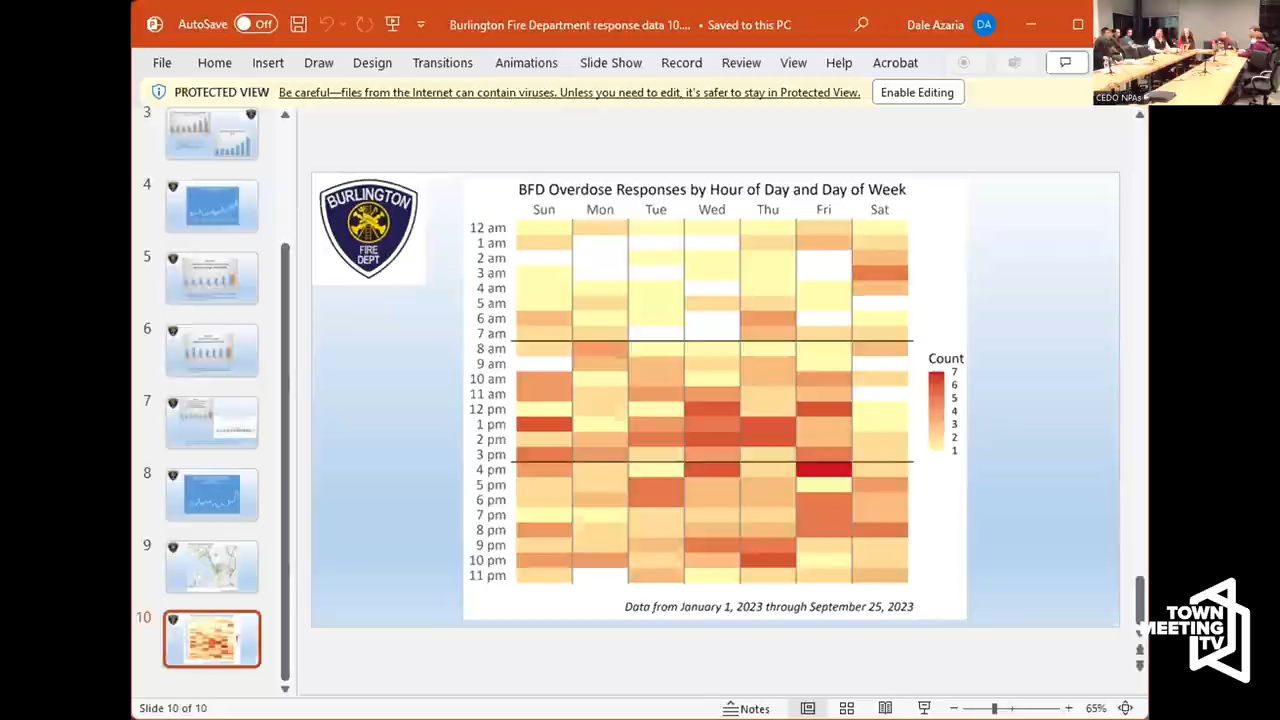 AutoSave Off Burlington Fire Department response data 10.... • Saved to this PC Dale Azaria DA
File Home Insert Draw Design Transitions Animations Slide Show Record Review View Help Acrobat
CEDO NPAs
PROTECTED VIEW Be careful—files from the Internet can contain viruses. Unless you need to edit, it's safer to stay in Protected View. Enable Editing
3
4
5
6
7
8
9
10
BURLINGTON
FIRE
DEPT
BFD Overdose Responses by Hour of Day and Day of Week
Sun Mon Tue Wed Thu Fri Sat
12 am
1 am
2 am
3 am
4 am
5 am
6 am
7 am
8 am
9 am
10 am
11 am
12 pm
1 pm
2 pm
3 pm
4 pm
5 pm
6 pm
7 pm
8 pm
9 pm
10 pm
11 pm
Count
7
6
5
4
3
2
1
Data from January 1, 2023 through September 25, 2023
TOWN
MEETING
TV
Slide 10 of 10 Notes 65%